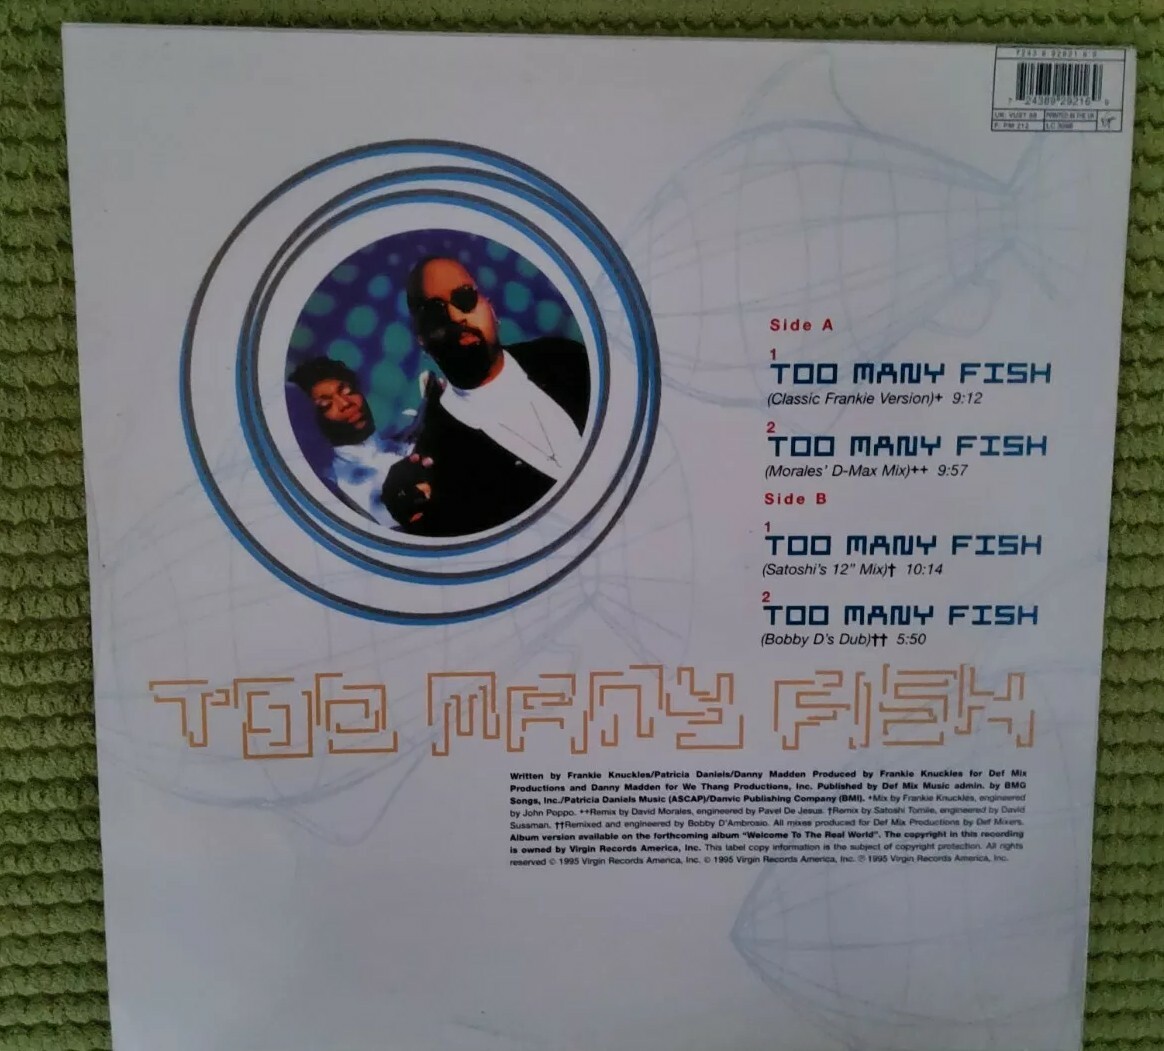 7 24389 29216 9
PRINTED IN THE UK
Side A
1
TOO MANY FISH
(Classic Frankie Version)+ 9:12
2
TOO MANY FISH
(Morales' D-Max Mix)++ 9:57
Side B
1
TOO MANY FISH
(Satoshi's 12" Mix)† 10:14
2
TOO MANY FISH
(Bobby D's Dub)†† 5:50
TOO MANY FISH
Written by Frankie Knuckles/Patricia Daniels/Danny Madden Produced by Frankie Knuckles for Def Mix
Productions and Danny Madden for We Thang Productions, Inc. Published by Def Mix Music admin. by BMG
Songs, Inc./Patricia Daniels Music (ASCAP)/Danvic Publishing Company (BMI). +Mix by Frankie Knuckles, engineered
by John Poppo. ++Remix by David Morales, engineered by Pavel De Jesus. †Remix by Satoshi Tomiie, engineered by David
Sussman. ††Remixed and engineered by Bobby D'Ambrosio. All mixes produced for Def Mix Productions by Def Mixers.
Album version available on the forthcoming album "Welcome To The Real World". The copyright in this recording
is owned by Virgin Records America, Inc. This label copy information is the subject of copyright protection. All rights
reserved © 1995 Virgin Records America, Inc. © 1995 Virgin Records America, Inc. ℗ 1995 Virgin Records America, Inc.